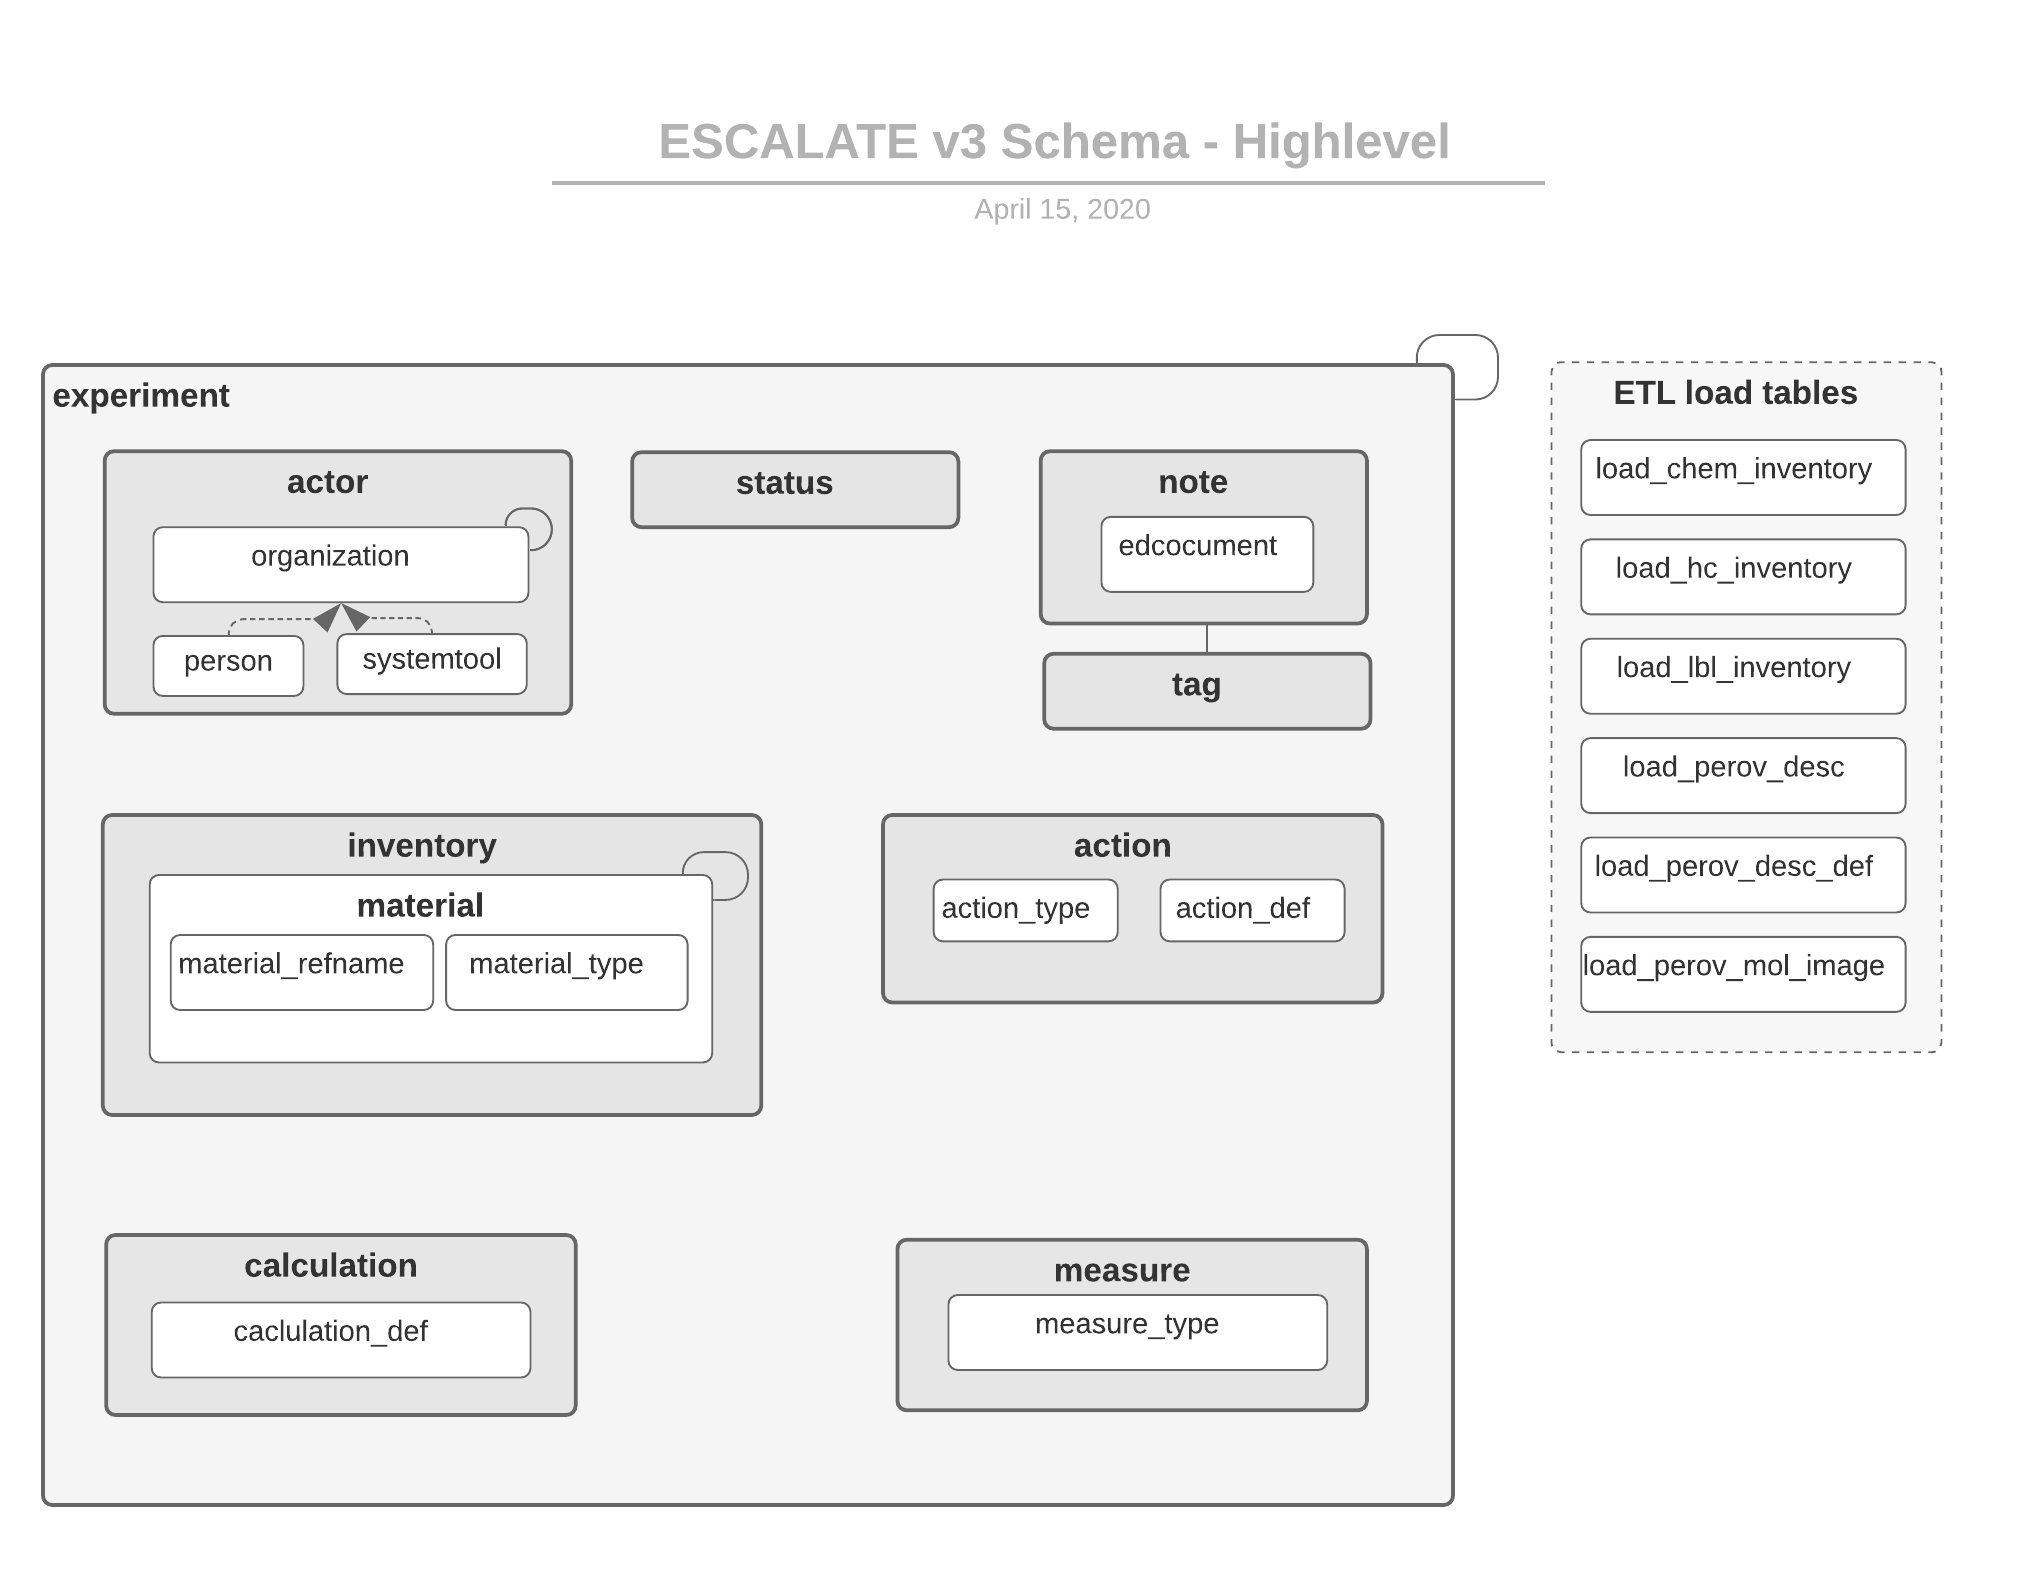 ESCALATE v3 Schema - Highlevel
April 15, 2020
experiment
actor
organization
person
systemtool
status
note
edcocument
tag
inventory
material
material_refname
material_type
action
action_type
action_def
calculation
caclulation_def
measure
measure_type
ETL load tables
load_chem_inventory
load_hc_inventory
load_lbl_inventory
load_perov_desc
load_perov_desc_def
load_perov_mol_image